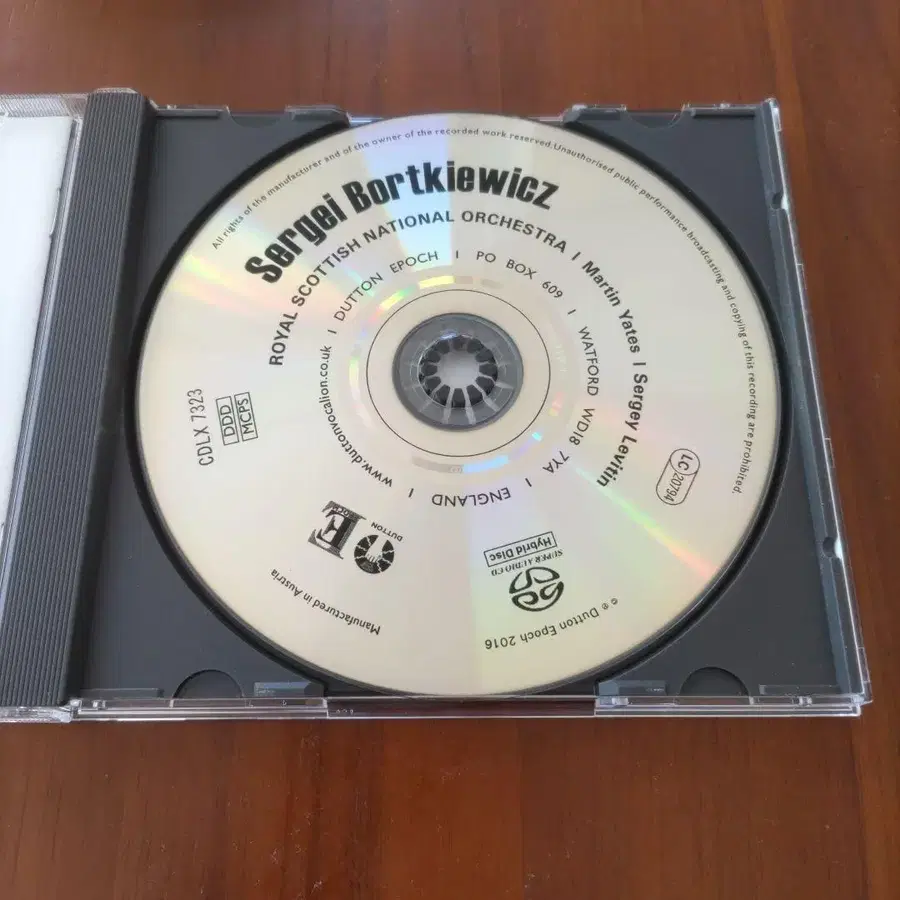 All rights of the manufacturer and of the owner of the recorded work reserved. Unauthorised public performance broadcasting and copying of this recording are prohibited.
Sergei Bortkiewicz
ROYAL SCOTTISH NATIONAL ORCHESTRA | Martin Yates | Sergey Levitin
DUTTON EPOCH | PO BOX 609 | WATFORD WD18 7YA | ENGLAND | www.duttonvocalion.co.uk |
CDLX 7323
DDD
MCPS
LC
20794
DUTTON
E
SUPER AUDIO CD
Hybrid Disc
Manufactured in Austria
© ℗ Dutton Epoch 2016